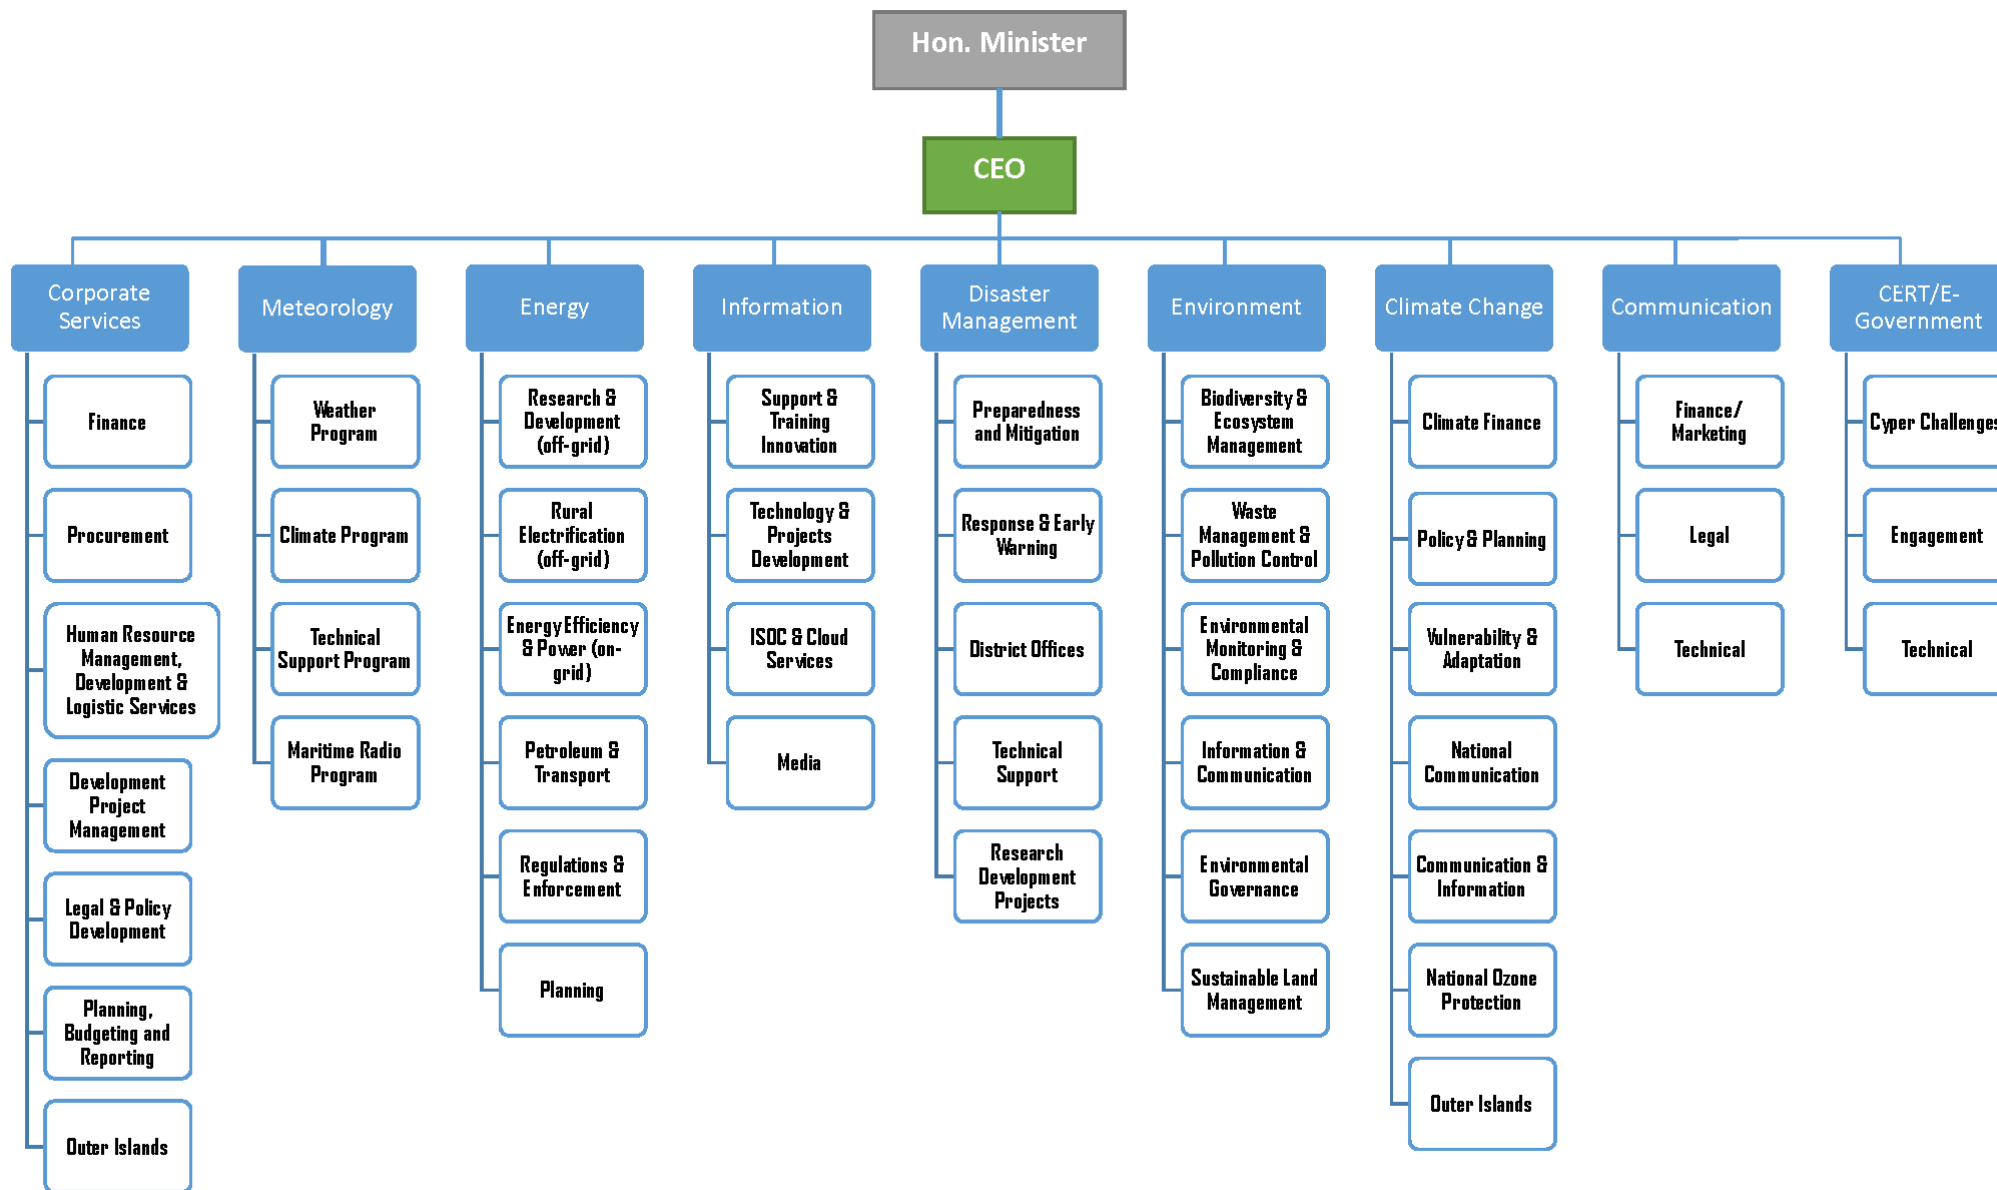 Hon. Minister
CEO
Corporate
Services
Meteorology
Energy
Information
Disaster
Management
Environment
Climate Change
Communication
CERT/E-
Government
Finance
Procurement
Human Resource
Management,
Development &
Logistic Services
Development
Project
Management
Legal & Policy
Development
Planning,
Budgeting and
Reporting
Outer Islands
Weather
Program
Climate Program
Technical
Support Program
Maritime Radio
Program
Research &
Development
(off-grid)
Rural
Electrification
(off-grid)
Energy Efficiency
& Power (on-
grid)
Petroleum &
Transport
Regulations &
Enforcement
Planning
Support &
Training
Innovation
Technology &
Projects
Development
ISOC & Cloud
Services
Media
Preparedness
and Mitigation
Response & Early
Warning
District Offices
Technical
Support
Research
Development
Projects
Biodiversity &
Ecosystem
Management
Waste
Management &
Pollution Control
Environmental
Monitoring &
Compliance
Information &
Communication
Environmental
Governance
Sustainable Land
Management
Climate Finance
Policy & Planning
Vulnerability &
Adaptation
National
Communication
Communication &
Information
National Ozone
Protection
Outer Islands
Finance/
Marketing
Legal
Technical
Cyper Challenges
Engagement
Technical